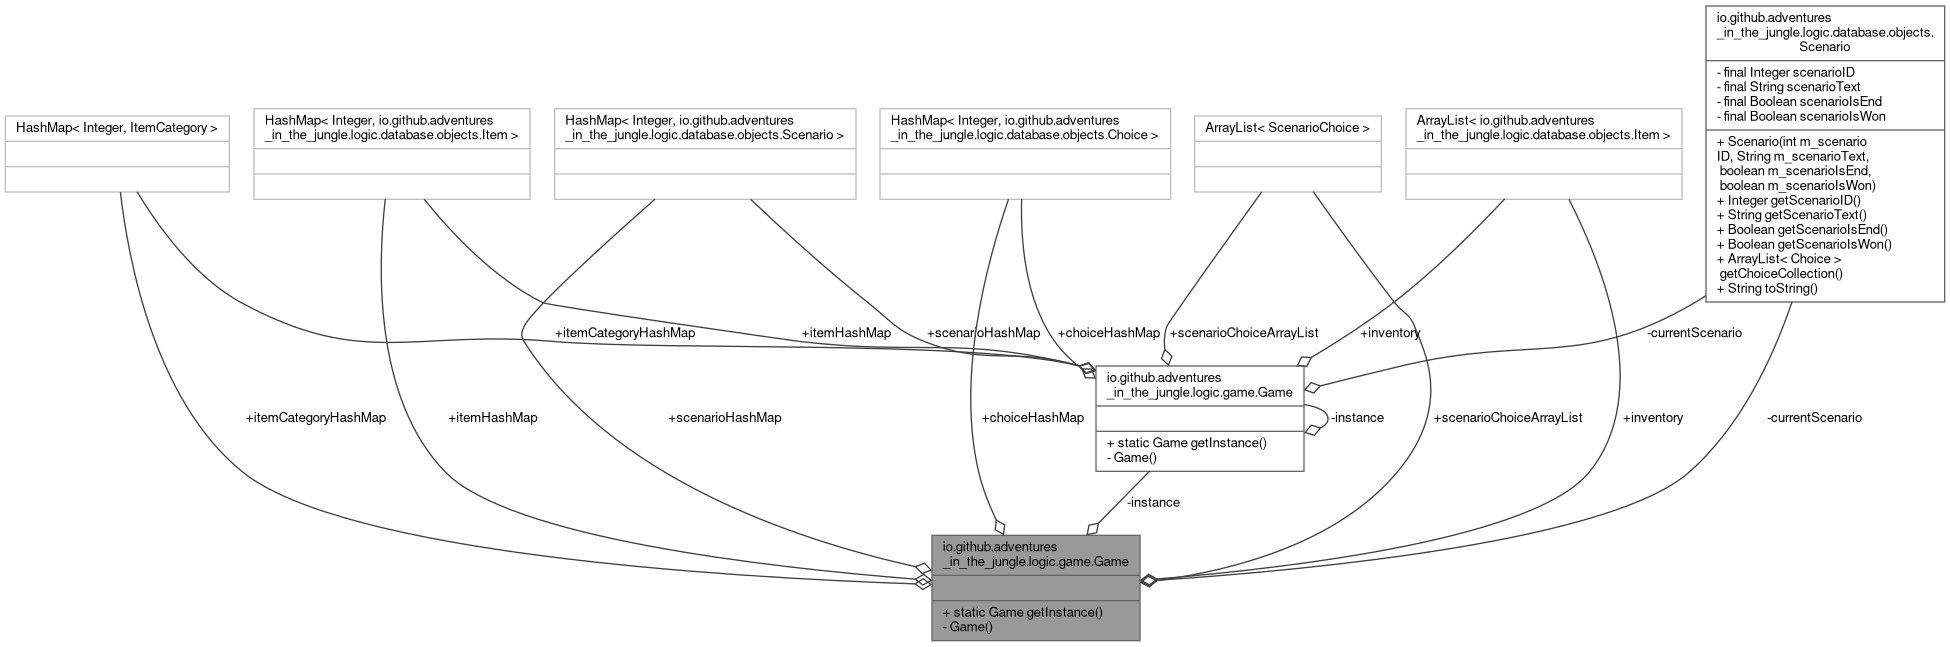 io.github.adventures
_in_the_jungle.logic.database.objects.
Scenario
- final Integer scenarioID
- final String scenarioText
- final Boolean scenarioIsEnd
- final Boolean scenarioIsWon
+ Scenario(int m_scenario
ID, String m_scenarioText,
boolean m_scenarioIsEnd,
boolean m_scenarioIsWon)
+ Integer getScenarioID()
+ String getScenarioText()
+ Boolean getScenarioIsEnd()
+ Boolean getScenarioIsWon()
+ ArrayList< Choice >
getChoiceCollection()
+ String toString()
HashMap< Integer, ItemCategory >
HashMap< Integer, io.github.adventures
_in_the_jungle.logic.database.objects.Item >
HashMap< Integer, io.github.adventures
_in_the_jungle.logic.database.objects.Scenario >
HashMap< Integer, io.github.adventures
_in_the_jungle.logic.database.objects.Choice >
ArrayList< ScenarioChoice >
ArrayList< io.github.adventures
_in_the_jungle.logic.database.objects.Item >
+itemCategoryHashMap
+itemHashMap
+scenarioHashMap
+choiceHashMap
+scenarioChoiceArrayList
+inventory
-currentScenario
io.github.adventures
_in_the_jungle.logic.game.Game
+ static Game getInstance()
- Game()
-instance
+itemCategoryHashMap
+itemHashMap
+scenarioHashMap
+choiceHashMap
+scenarioChoiceArrayList
+inventory
-currentScenario
-instance
io.github.adventures
_in_the_jungle.logic.game.Game
+ static Game getInstance()
- Game()